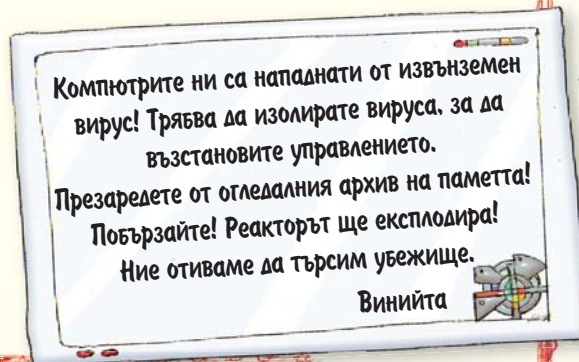 Компютрите ни са нападнати от извънземен
вирус! Трябва да изолирате вируса, за да
възстановите управлението.
Презаредете от огледалния архив на паметта!
Побързайте! Реакторът ще експлодира!
Ние отиваме да търсим убежище.
Винийта